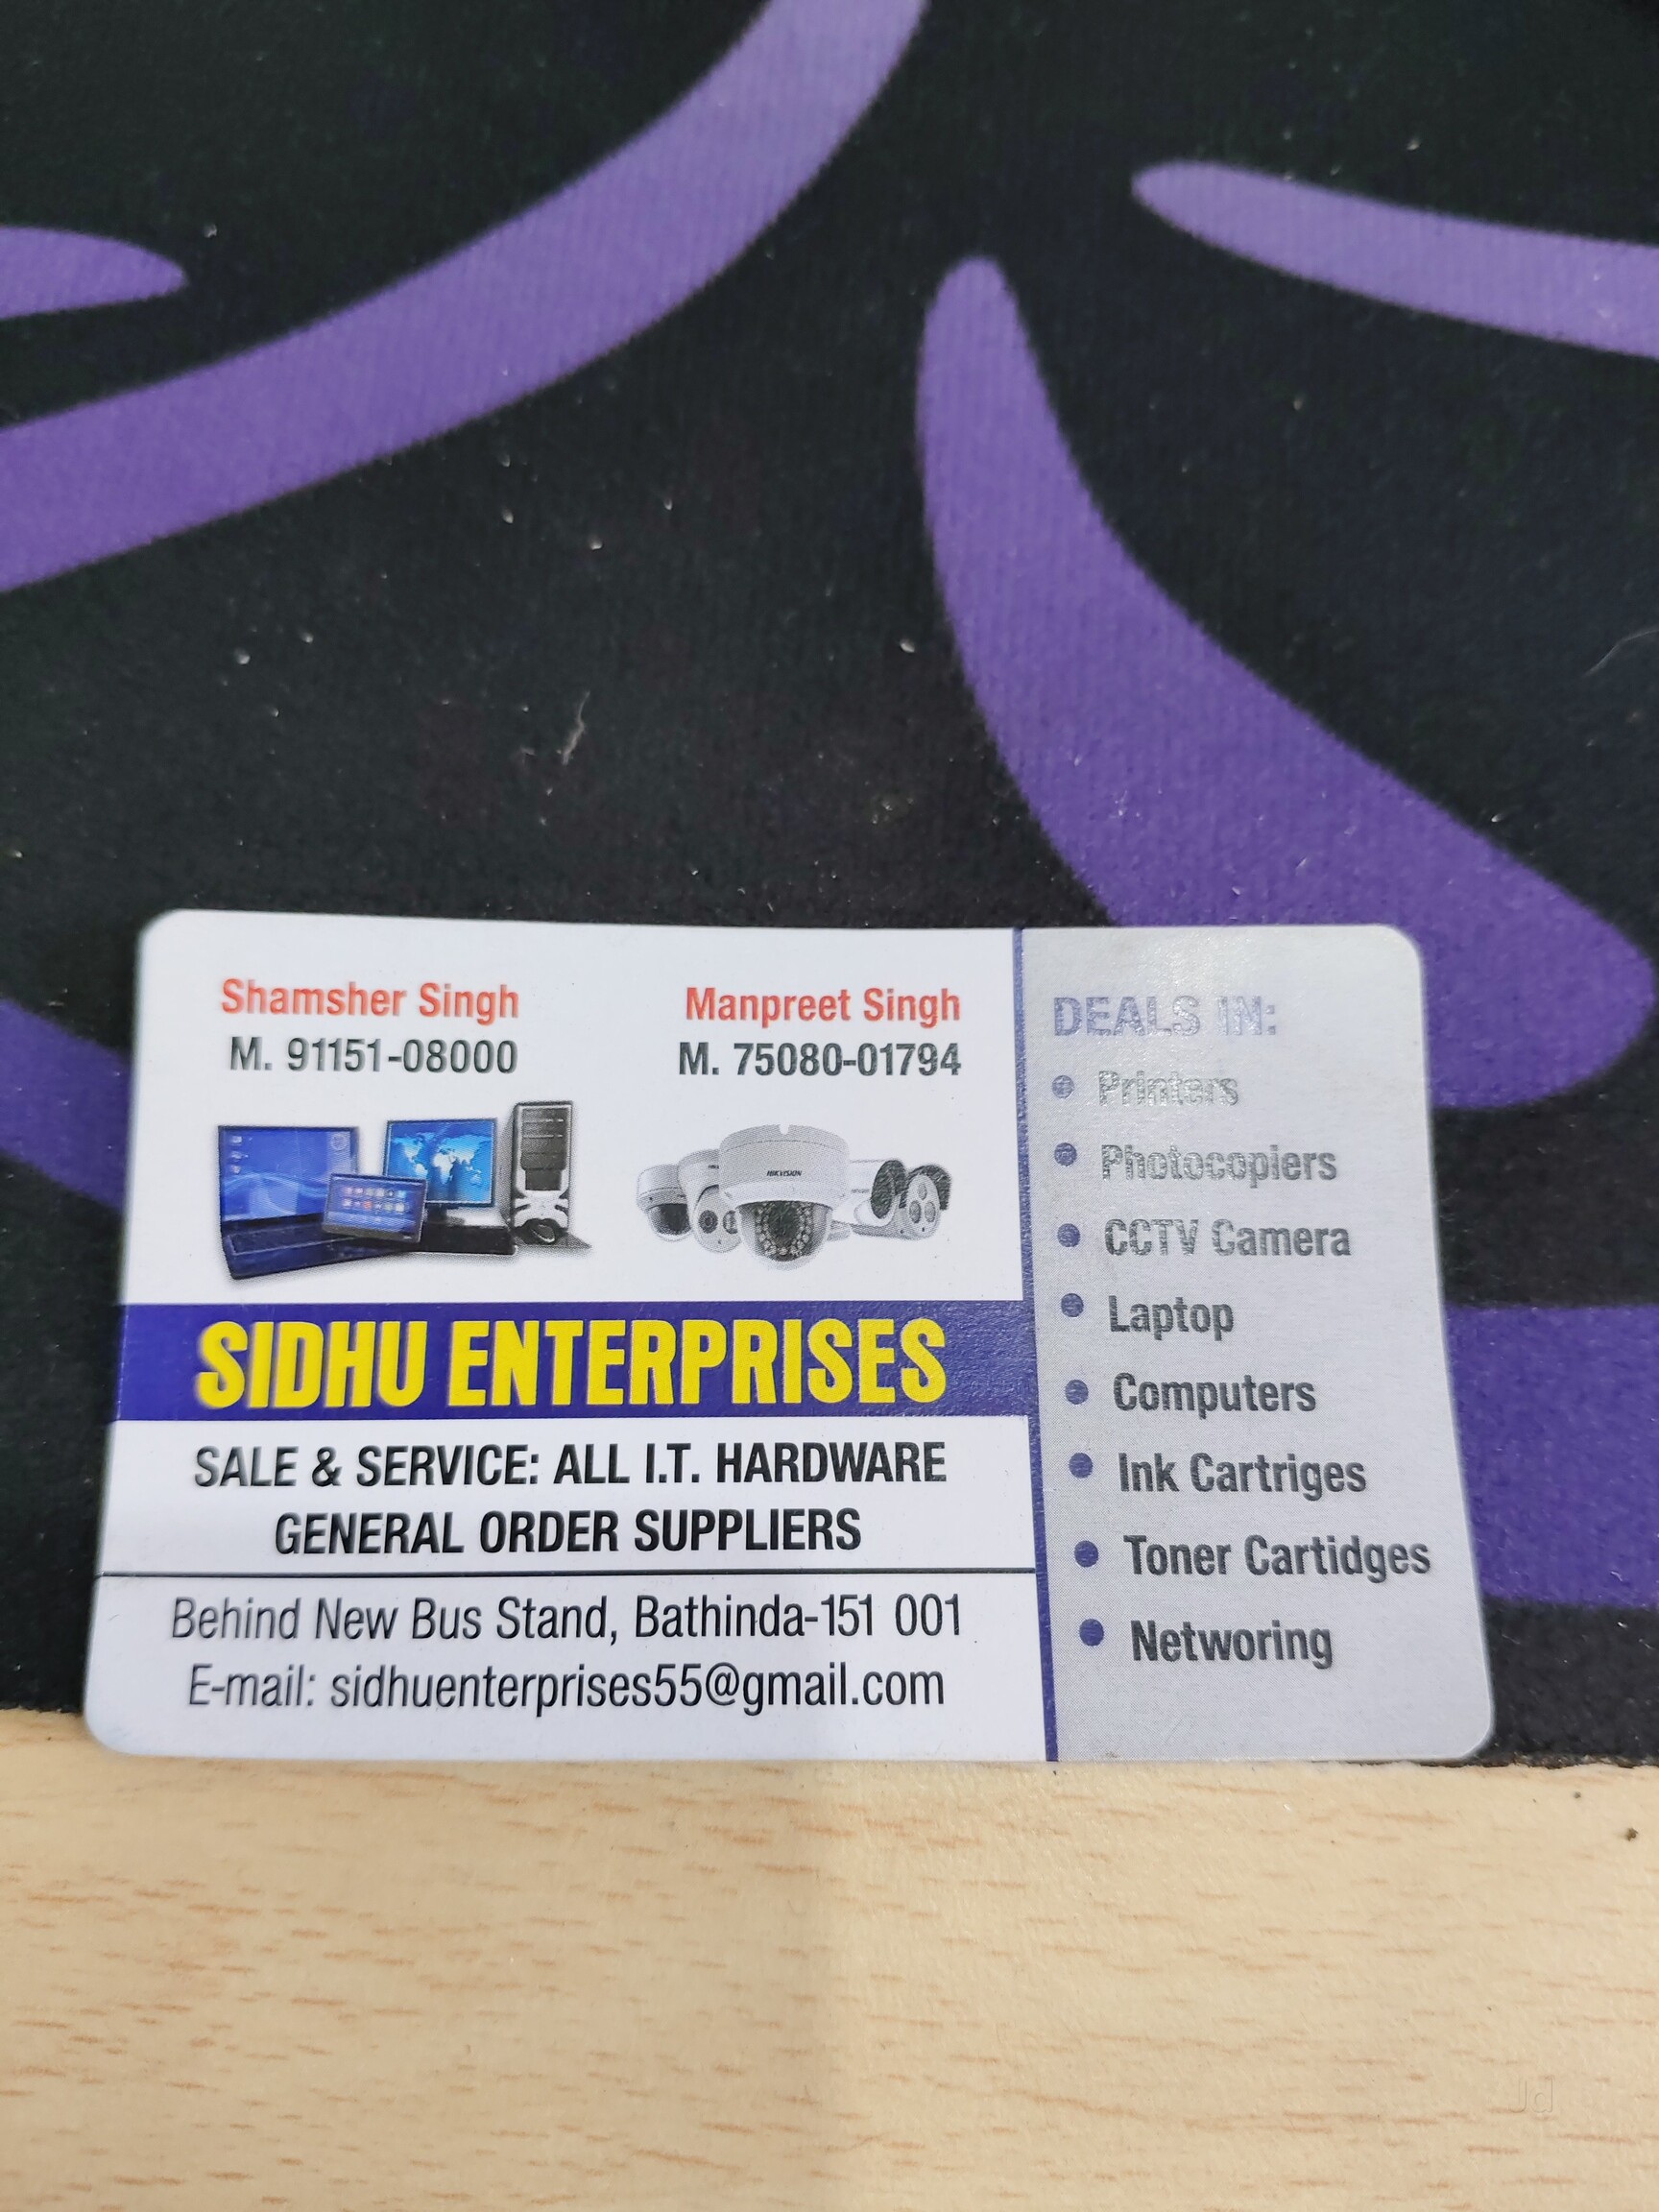 Shamsher Singh
M. 91151-08000
Manpreet Singh
M. 75080-01794
HIKVISION
SIDHU ENTERPRISES
SALE & SERVICE: ALL I.T. HARDWARE
GENERAL ORDER SUPPLIERS
Behind New Bus Stand, Bathinda-151 001
E-mail: sidhuenterprises55@gmail.com
DEALS IN:
• Printers
• Photocopiers
• CCTV Camera
• Laptop
• Computers
• Ink Cartriges
• Toner Cartidges
• Networing
Jd